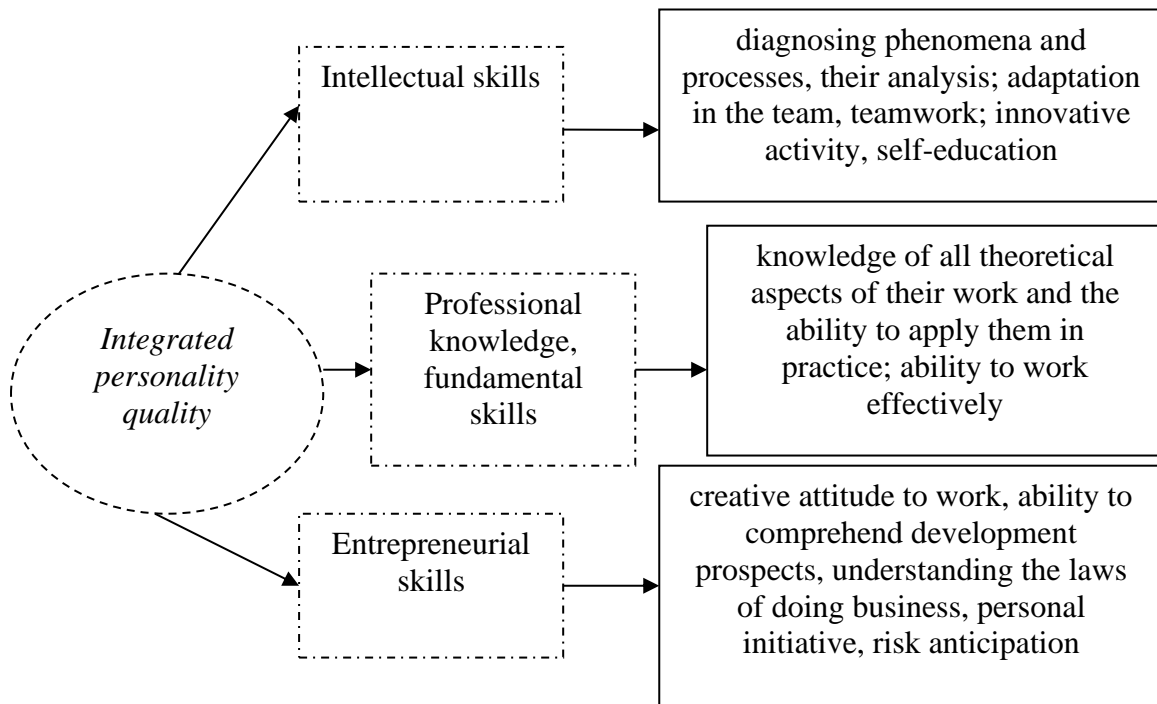 Intellectual skills
diagnosing phenomena and
processes, their analysis; adaptation
in the team, teamwork; innovative
activity, self-education
Integrated
personality
quality
Professional
knowledge,
fundamental
skills
knowledge of all theoretical
aspects of their work and the
ability to apply them in
practice; ability to work
effectively
Entrepreneurial
skills
creative attitude to work, ability to
comprehend development
prospects, understanding the laws
of doing business, personal
initiative, risk anticipation